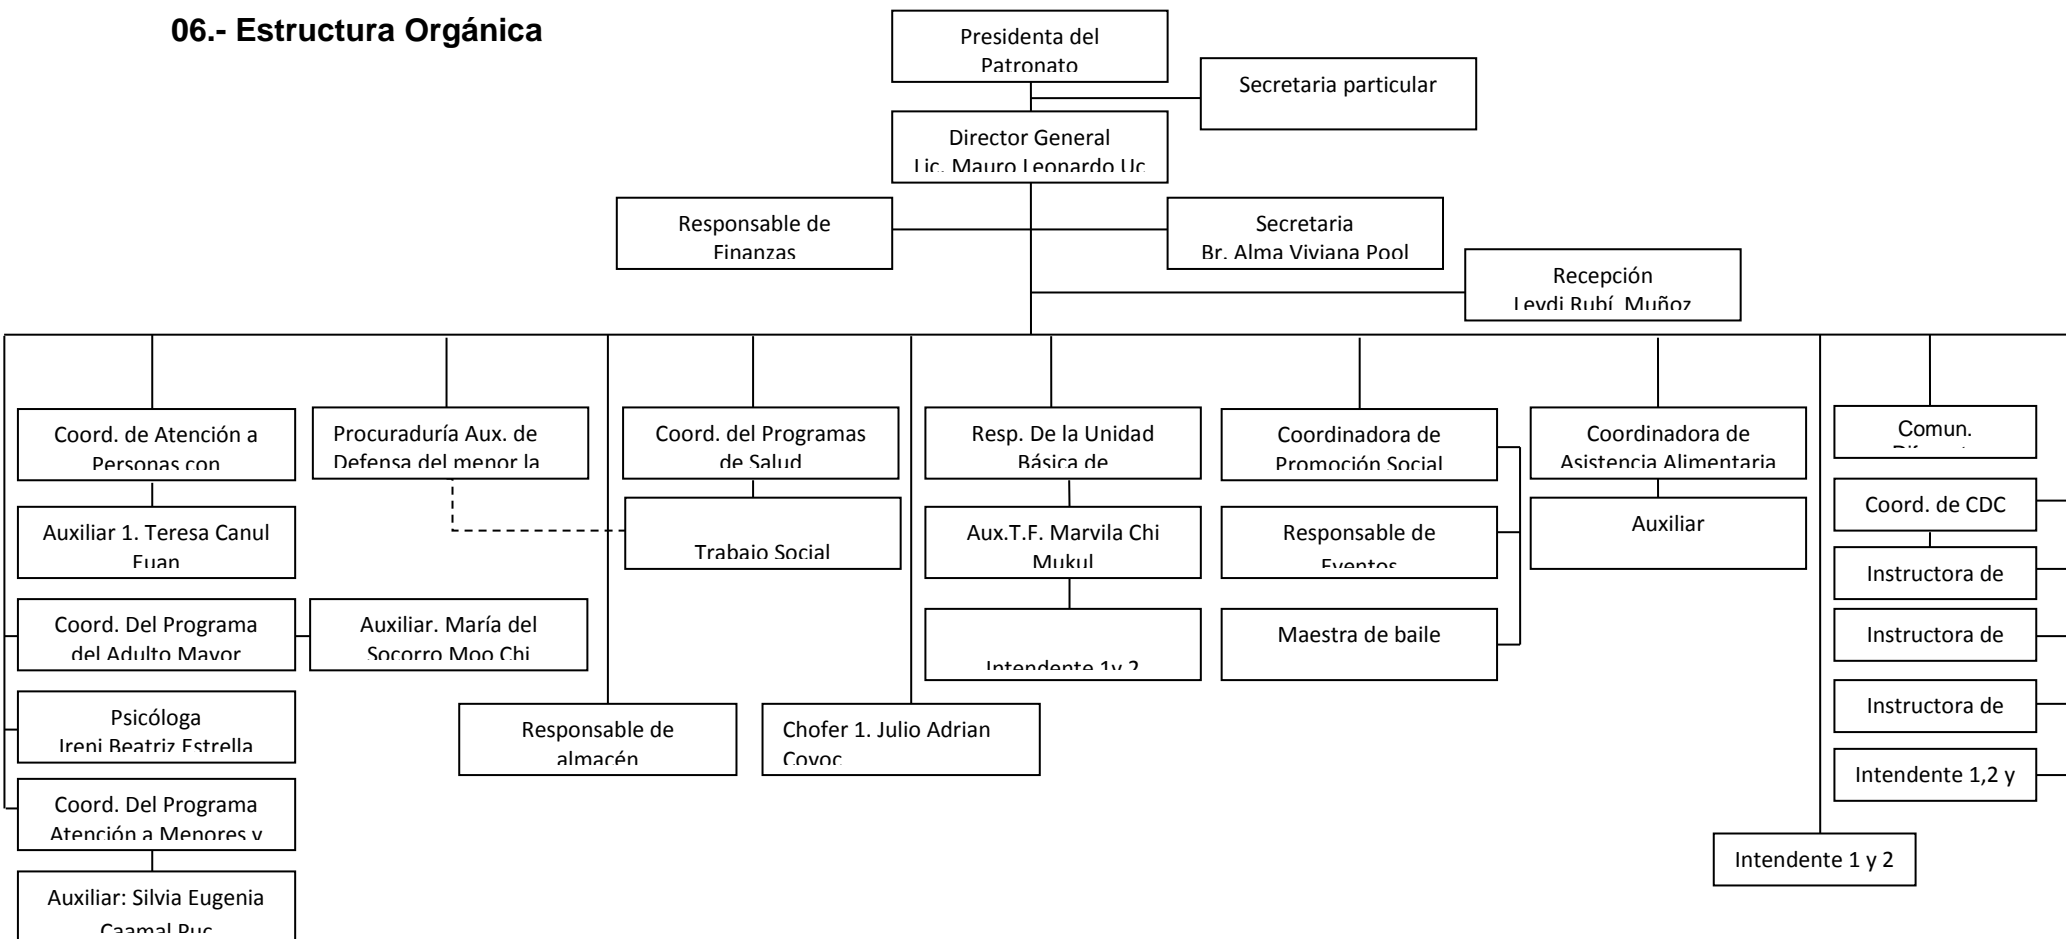 06.- Estructura Orgánica
Presidenta del
Patronato
Secretaria particular
Director General
Lic. Mauro Leonardo Uc
Responsable de
Finanzas
Secretaria
Br. Alma Viviana Pool
Recepción
Leydi Rubí Muñoz
Coord. de Atención a
Personas con
Procuraduría Aux. de
Defensa del menor la
Coord. del Programas
de Salud
Resp. De la Unidad
Básica de
Coordinadora de
Promoción Social
Coordinadora de
Asistencia Alimentaria
Comun.
Auxiliar 1. Teresa Canul
Euan
Trabajo Social
Aux.T.F. Marvila Chi
Mukul
Responsable de
Eventos
Auxiliar
Coord. de CDC
Instructora de
Coord. Del Programa
del Adulto Mayor
Auxiliar. María del
Socorro Moo Chi
Intendente 1y 2
Maestra de baile
Instructora de
Psicóloga
Ireni Beatriz Estrella
Responsable de
almacén
Chofer 1. Julio Adrian
Coyoc
Instructora de
Intendente 1,2 y
Coord. Del Programa
Atención a Menores y
Intendente 1 y 2
Auxiliar: Silvia Eugenia
Caamal Puc